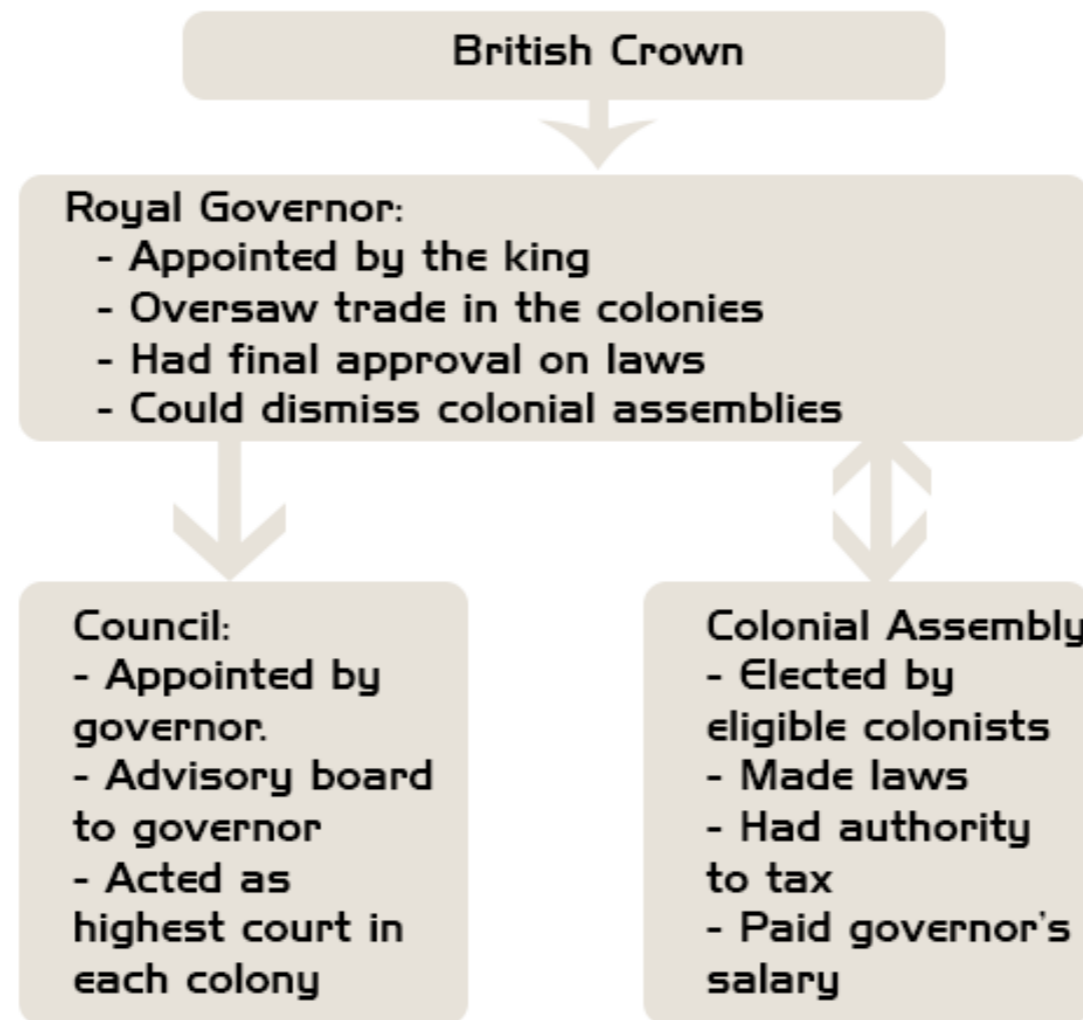 British Crown
Royal Governor:
- Appointed by the king
- Oversaw trade in the colonies
- Had final approval on laws
- Could dismiss colonial assemblies
Council:
- Appointed by
governor.
- Advisory board
to governor
- Acted as
highest court in
each colony
Colonial Assembly
- Elected by
eligible colonists
- Made laws
- Had authority
to tax
- Paid governor's
salary